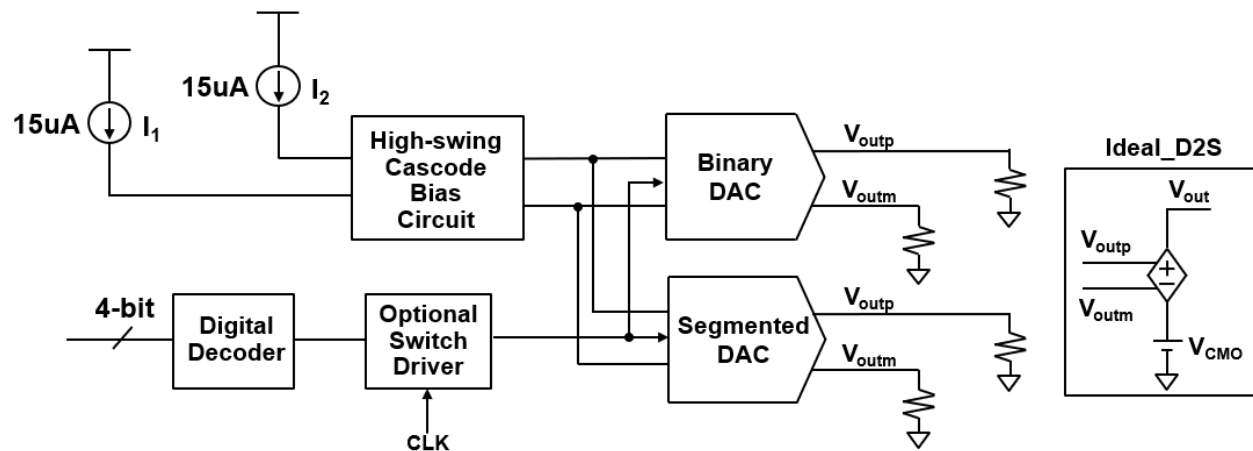 15uA
I1
15uA
I2
High-swing
Cascode
Bias
Circuit
Binary
DAC
Voutp
Voutm
4-bit
Digital
Decoder
Optional
Switch
Driver
CLK
Segmented
DAC
Voutp
Voutm
Ideal_D2S
Vout
Voutp
Voutm
+
−
VCMO